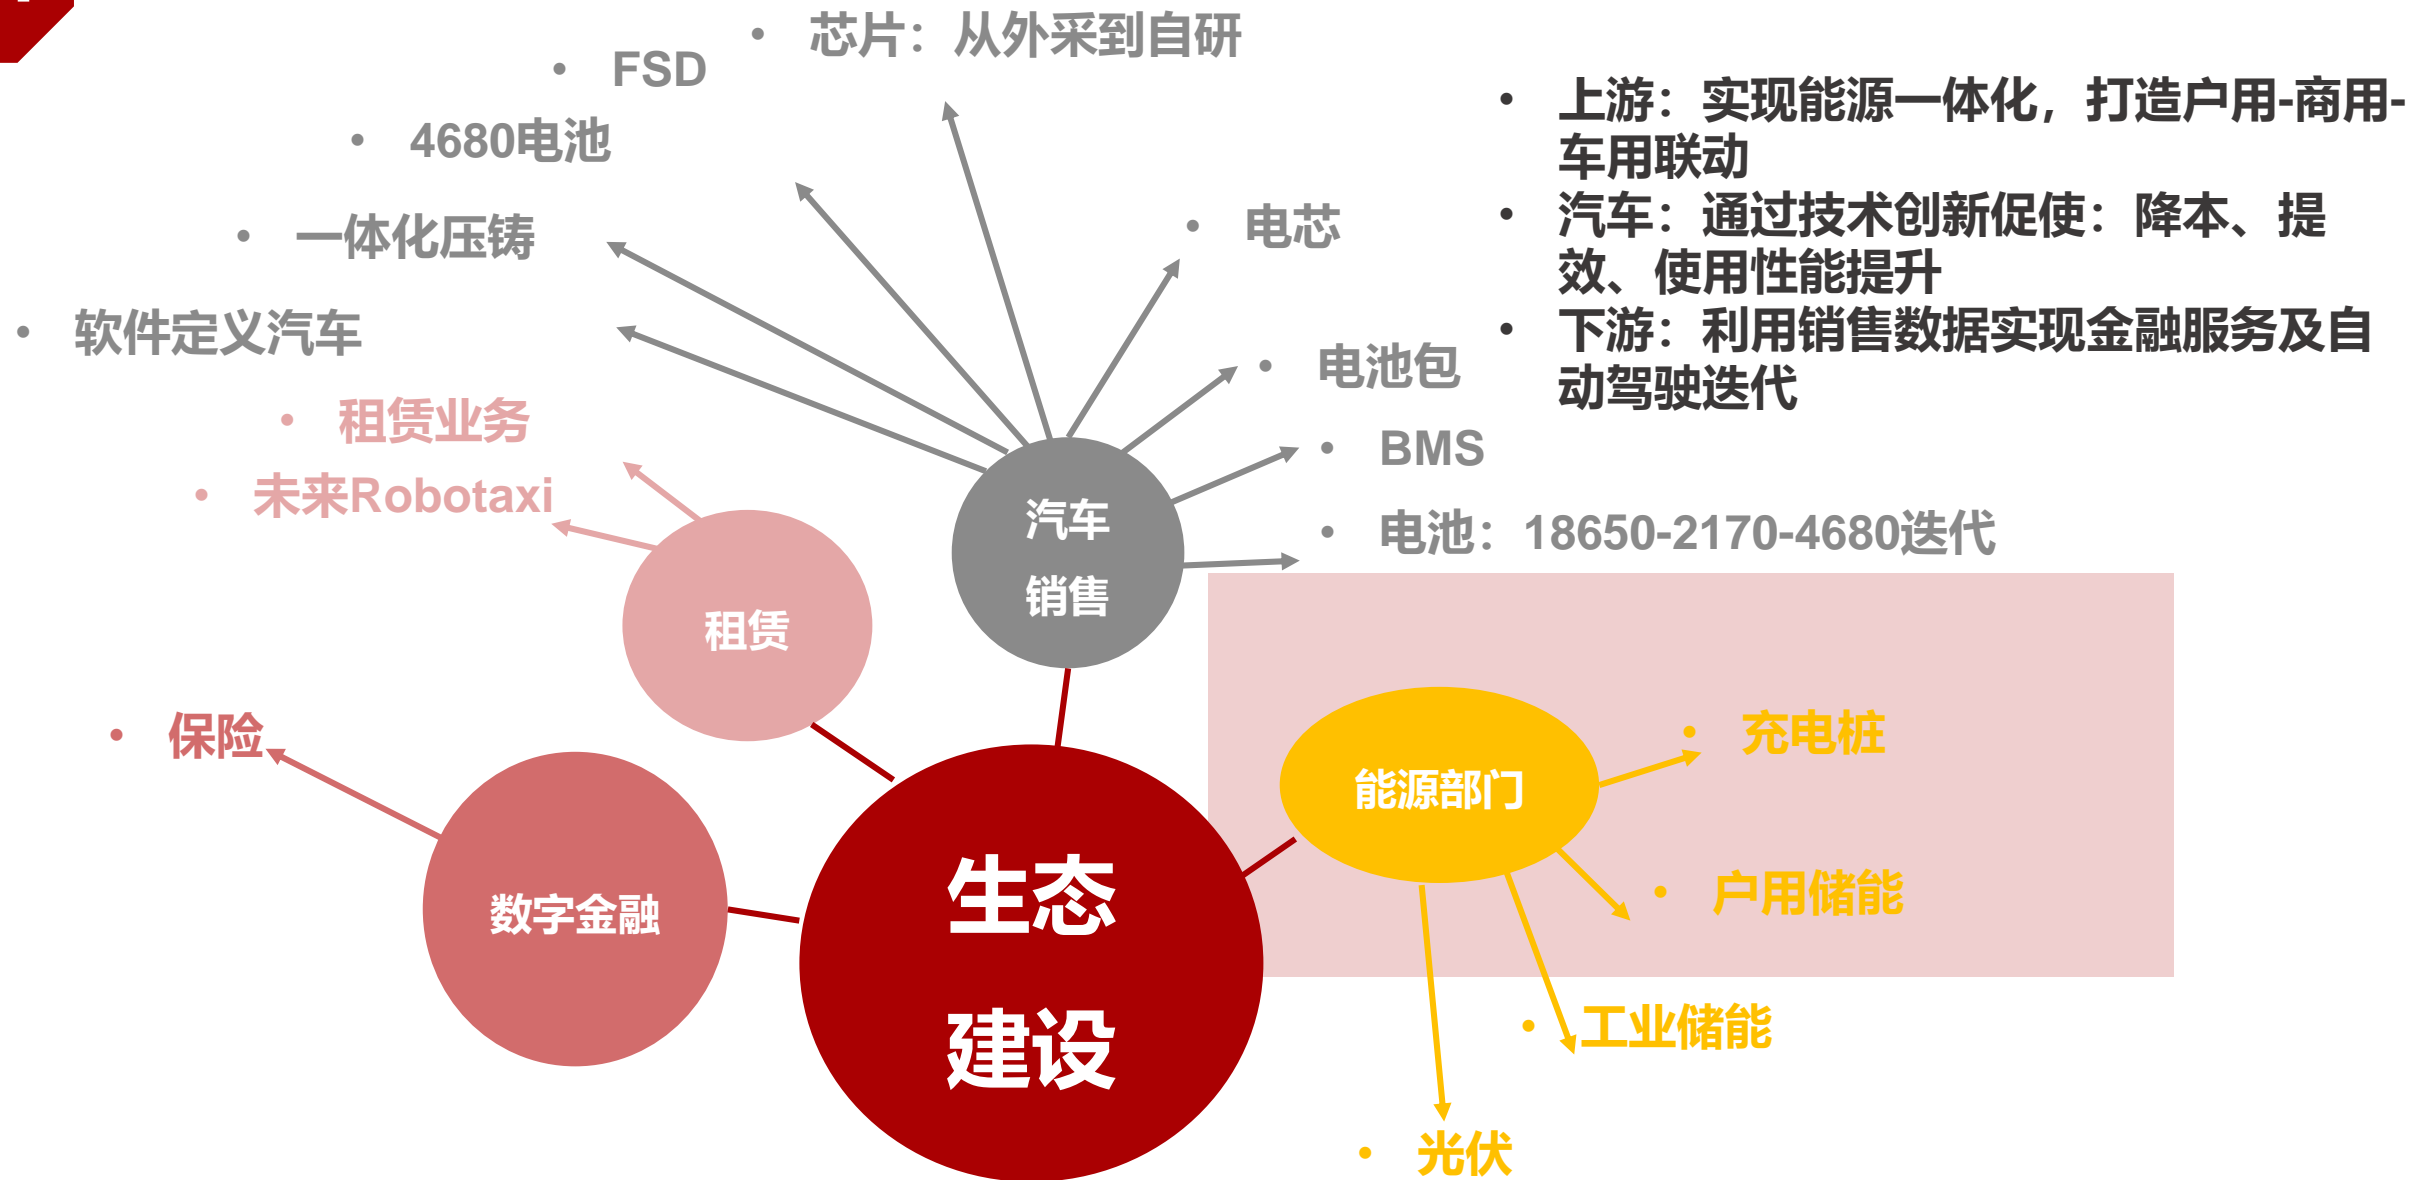 • 芯片：从外采到自研
• FSD
• 4680电池
• 一体化压铸
• 软件定义汽车
• 电芯
• 电池包
• BMS
• 电池：18650-2170-4680迭代
• 上游：实现能源一体化，打造户用-商用-
车用联动
• 汽车：通过技术创新促使：降本、提
效、使用性能提升
• 下游：利用销售数据实现金融服务及自
动驾驶迭代
• 租赁业务
• 未来Robotaxi
汽车
销售
租赁
• 保险
数字金融
生态
建设
能源部门
• 充电桩
• 户用储能
• 工业储能
• 光伏